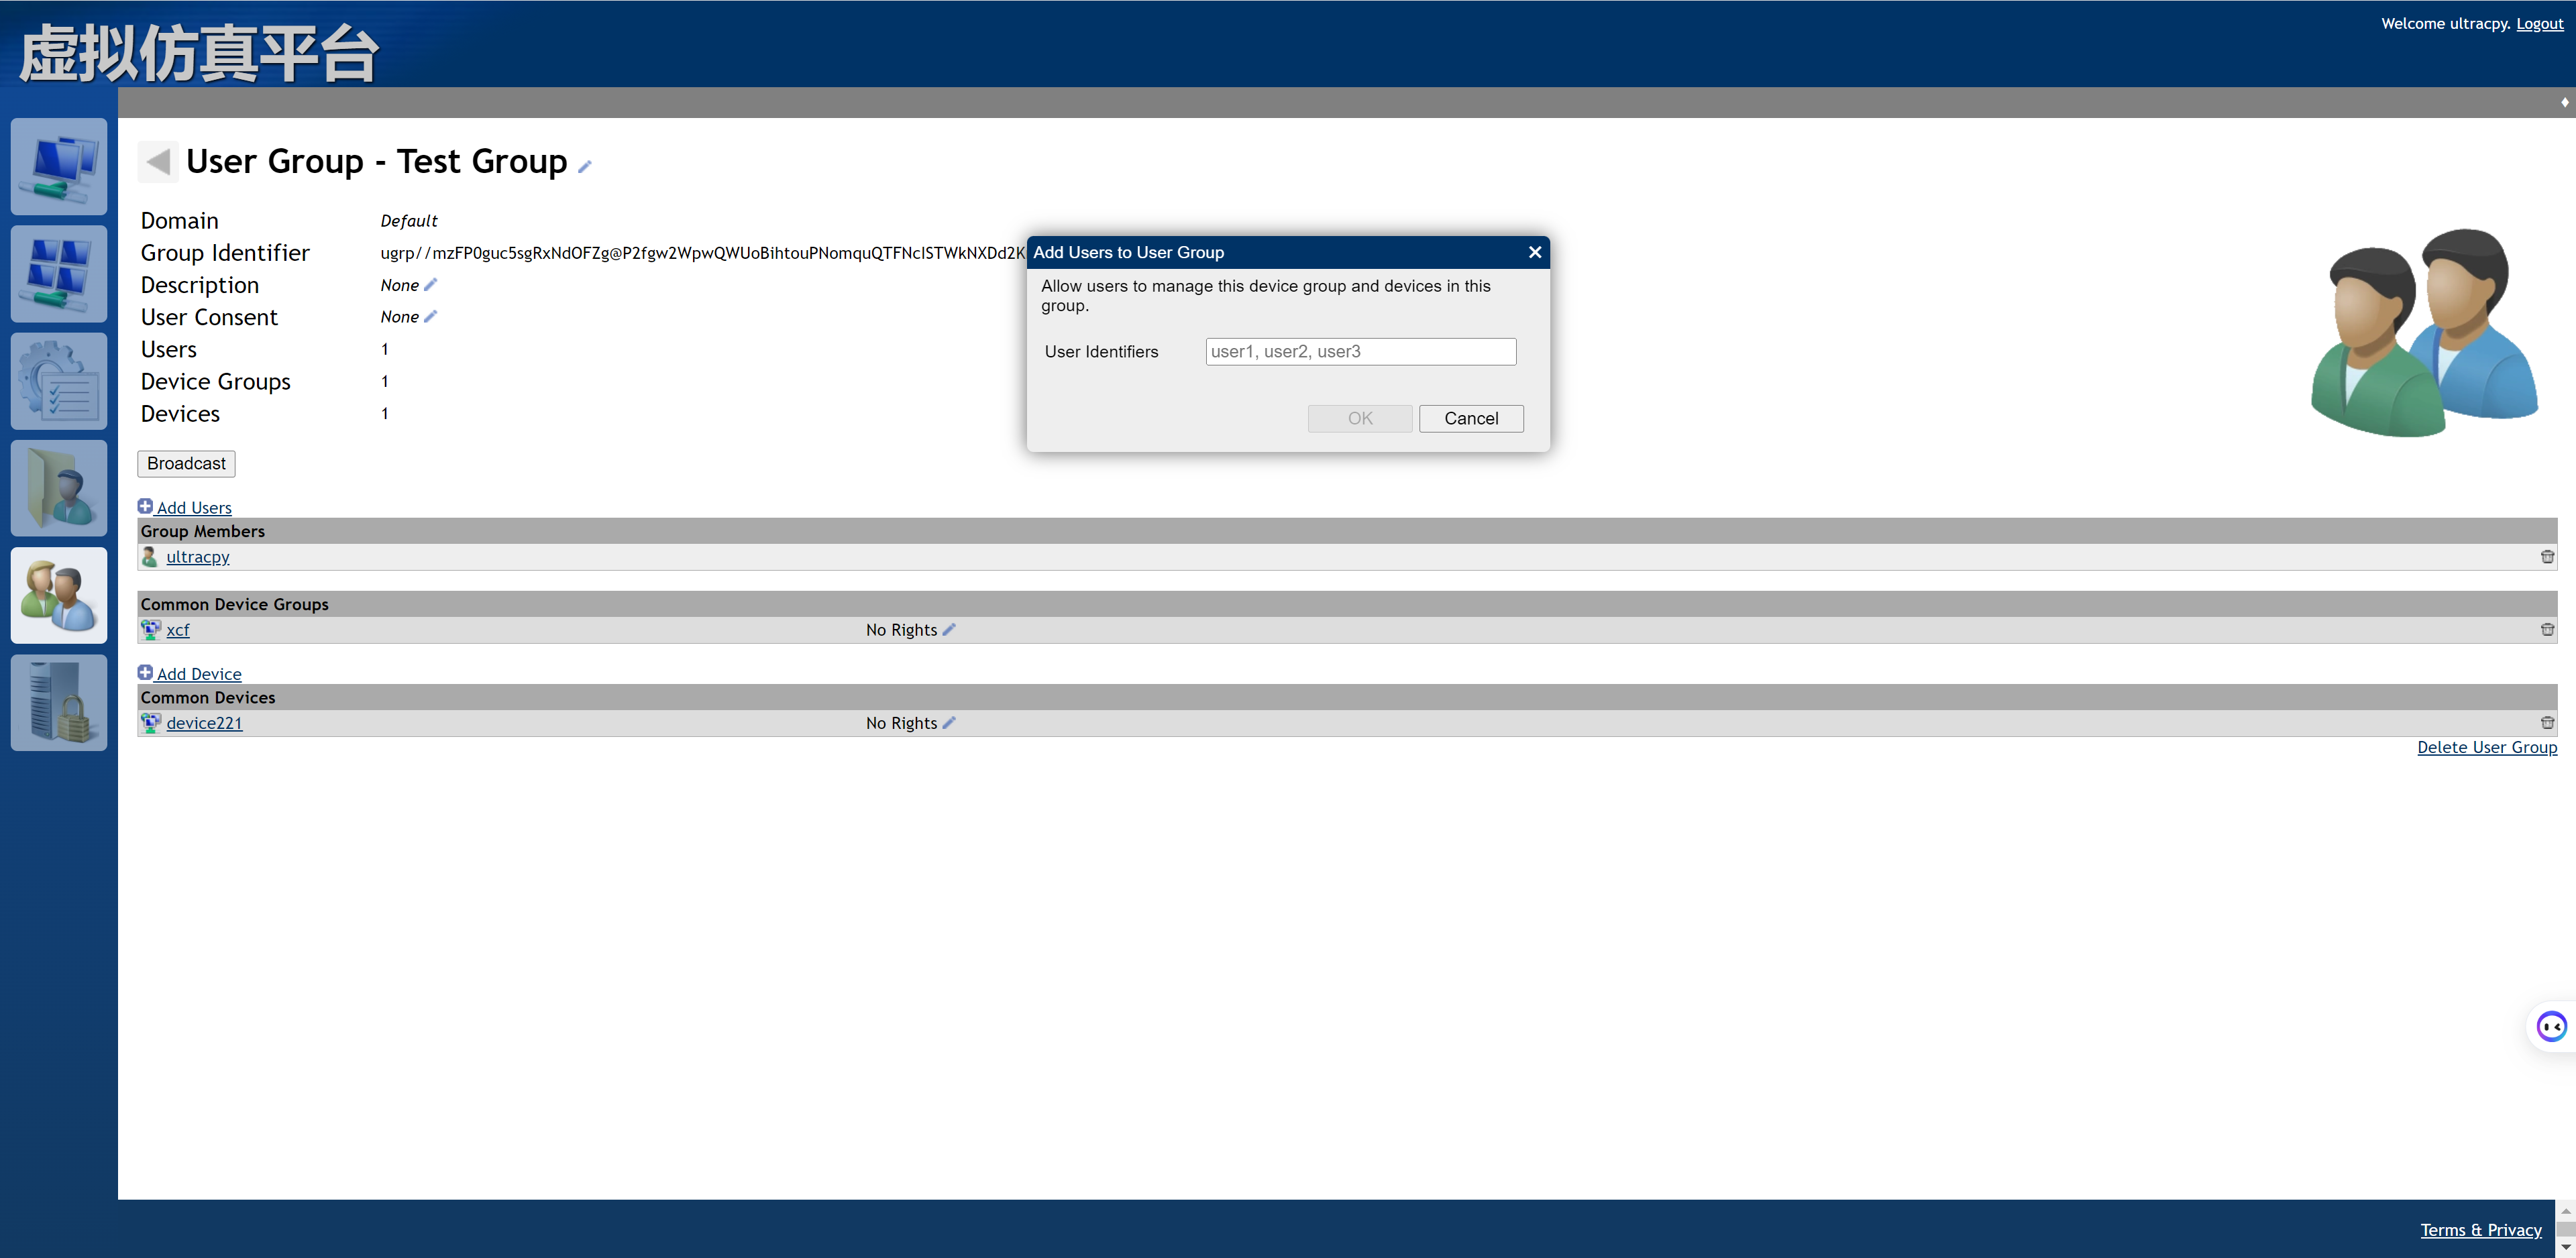 虚拟仿真平台
Welcome ultracpy. Logout
User Group - Test Group
Domain Default
Group Identifier ugrp//mzFP0guc5sgRxNdOFZg@P2fgw2WpwQWUoBihtouPNomquQTFNcISTWkNXDd2K
Description None
User Consent None
Users 1
Device Groups 1
Devices 1
Broadcast
Add Users to User Group
Allow users to manage this device group and devices in this
group.
User Identifiers user1, user2, user3
OK Cancel
Add Users
Group Members
ultracpy
Common Device Groups
xcf No Rights
Add Device
Common Devices
device221 No Rights
Delete User Group
Terms & Privacy